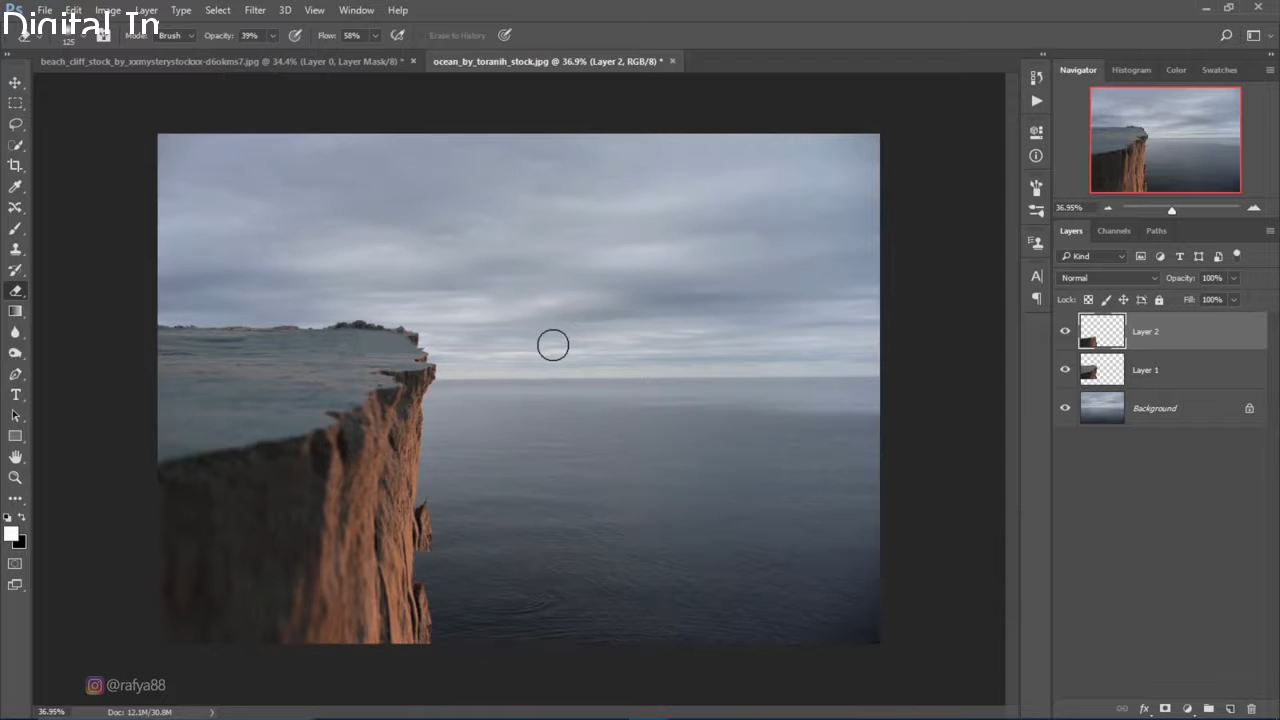 Ps File Edit Image Layer Type Select Filter 3D View Window Help
Digital Im
125 Mode: Brush Opacity: 39% Flow: 58% Erase to History
beach_cliff_stock_by_xxmysterystockxx-d6okms7.jpg @ 34.4% (Layer 0, Layer Mask/8) * × ocean_by_toranih_stock.jpg @ 36.9% (Layer 2, RGB/8) * ×
Navigator Histogram Color Swatches
36.95%
Layers Channels Paths
Kind
Normal Opacity: 100%
Lock: Fill: 100%
Layer 2
Layer 1
Background
@rafya88
36.95% Doc: 12.1M/30.8M